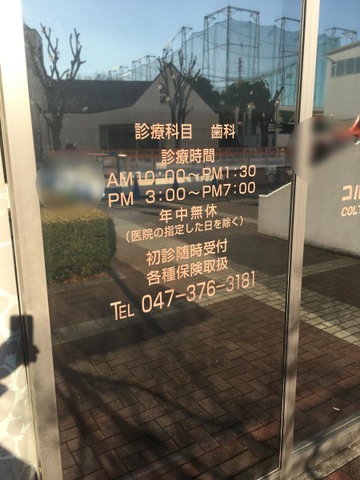 診療科目 歯科
診療時間
AM10:00~PM1:30
PM 3:00~PM7:00
年中無休
(医院の指定した日を除く)
初診随時受付
各種保険取扱
TEL 047-376-3181